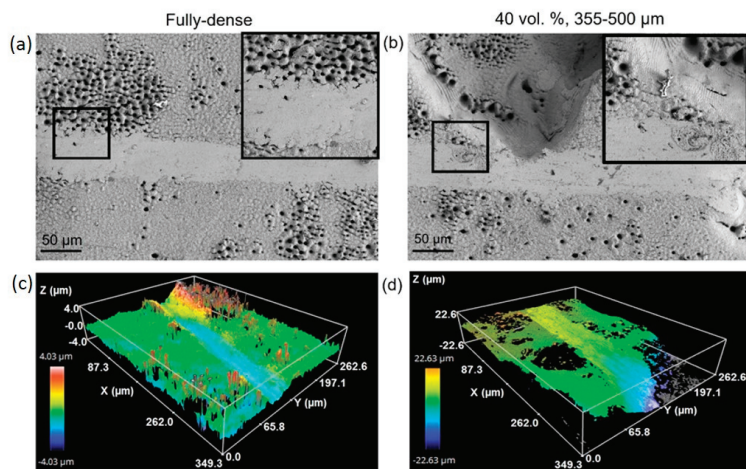 Fully-dense
40 vol. %, 355-500 µm
(a)
(b)
50 µm
50 µm
(c)
Z (µm)
4.0
-0.0
-4.0
4.03 µm
-4.03 µm
87.3
X (µm)
262.0
349.3
0.0
65.8
Y (µm)
197.1
262.6
(d)
Z (µm)
22.6
-22.6
22.63 µm
-22.63 µm
87.3
X (µm)
262.0
349.3
0.0
65.8
Y (µm)
197.1
262.6